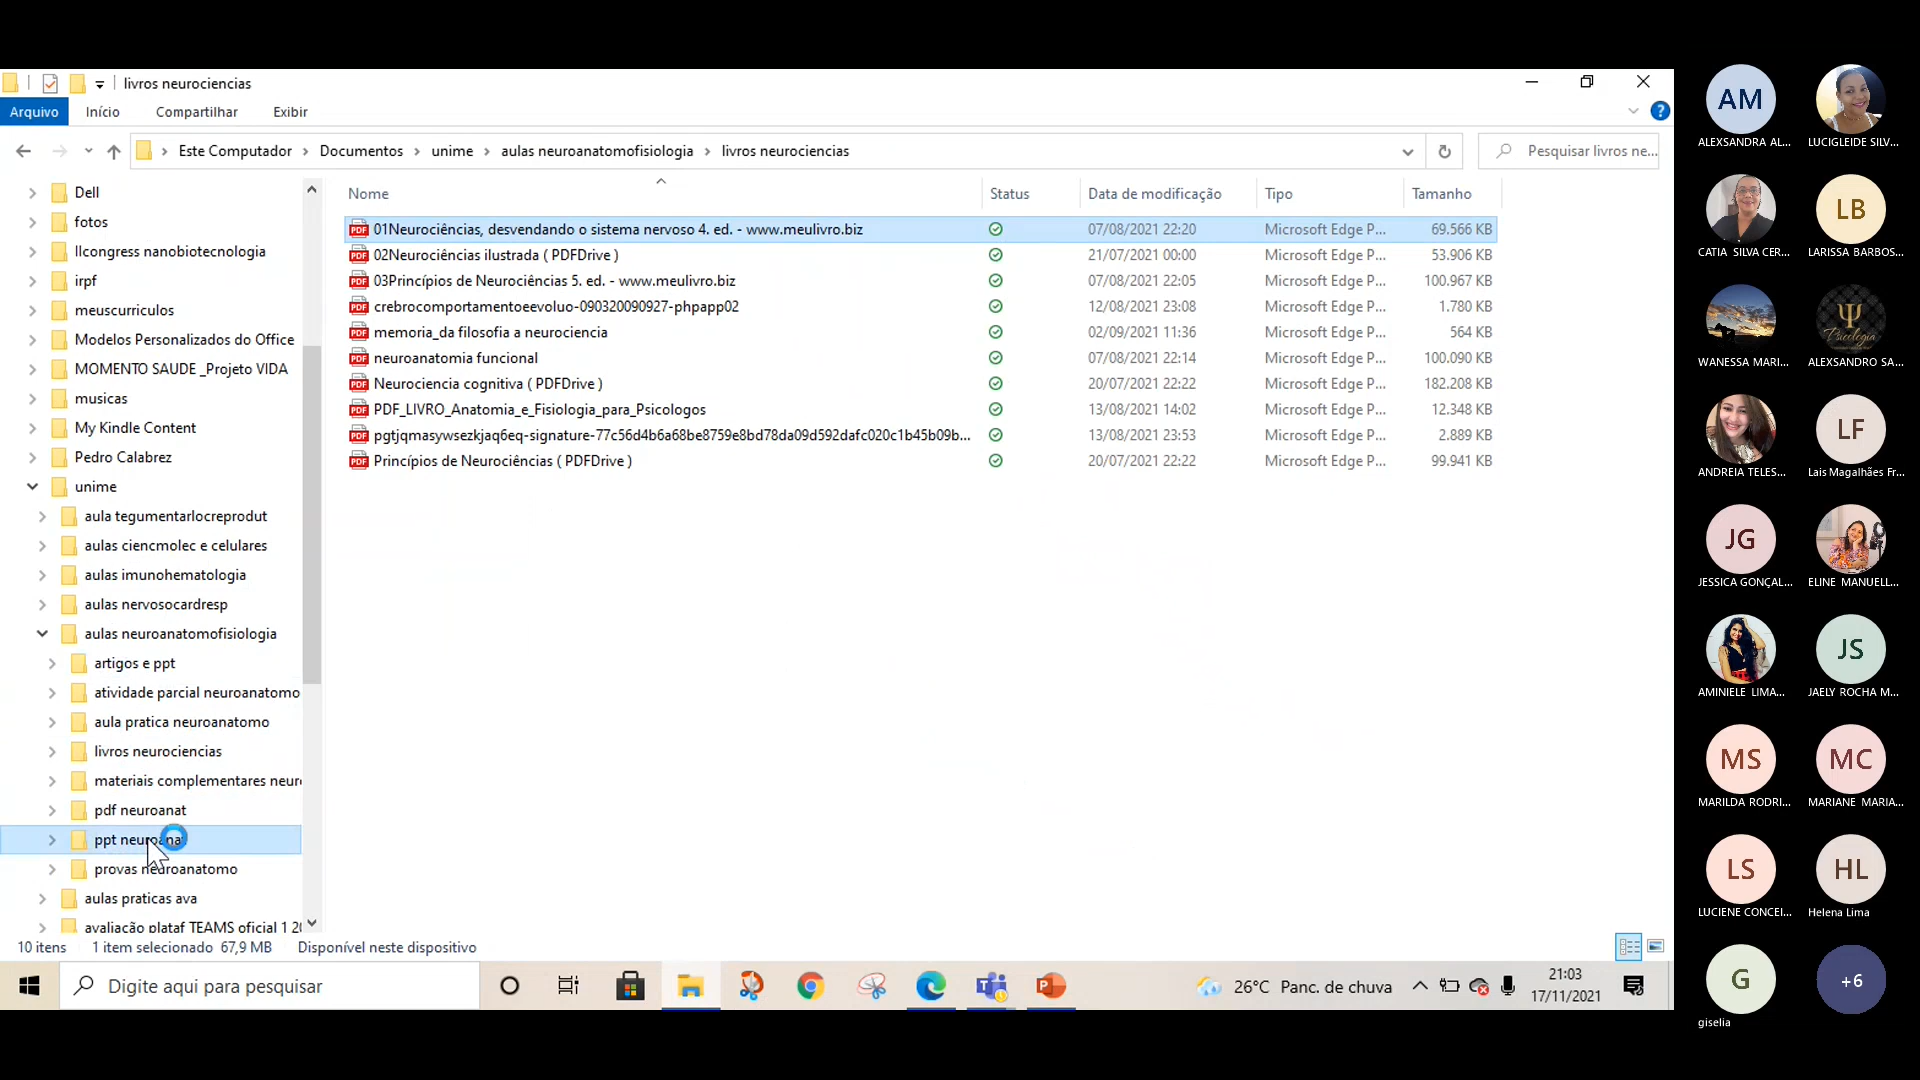 livros neurociencias
Arquivo Início Compartilhar Exibir
Este Computador Documentos unime aulas neuroanatomofisiologia livros neurociencias
Pesquisar livros ne...
Nome Status Data de modificação Tipo Tamanho
01Neurociências, desvendando o sistema nervoso 4. ed. - www.meulivro.biz 07/08/2021 22:20 Microsoft Edge P... 69.566 KB
02Neurociências ilustrada ( PDFDrive ) 21/07/2021 00:00 Microsoft Edge P... 53.906 KB
03Princípios de Neurociências 5. ed. - www.meulivro.biz 07/08/2021 22:05 Microsoft Edge P... 100.967 KB
crebrocomportamentoeevoluo-090320090927-phpapp02 12/08/2021 23:08 Microsoft Edge P... 1.780 KB
memoria_da filosofia a neurociencia 02/09/2021 11:36 Microsoft Edge P... 564 KB
neuroanatomia funcional 07/08/2021 22:14 Microsoft Edge P... 100.090 KB
Neurociencia cognitiva ( PDFDrive ) 20/07/2021 22:22 Microsoft Edge P... 182.208 KB
PDF_LIVRO_Anatomia_e_Fisiologia_para_Psicologos 13/08/2021 14:02 Microsoft Edge P... 12.348 KB
pgtjqmasywsezkjaq6eq-signature-77c56d4b6a68be8759e8bd78da09d592dafc020c1b45b09b... 13/08/2021 23:53 Microsoft Edge P... 2.889 KB
Princípios de Neurociências ( PDFDrive ) 20/07/2021 22:22 Microsoft Edge P... 99.941 KB
Dell
fotos
IIcongress nanobiotecnologia
irpf
meuscurriculos
Modelos Personalizados do Office
MOMENTO SAUDE _Projeto VIDA
musicas
My Kindle Content
Pedro Calabrez
unime
aula tegumentarlocreprodut
aulas ciencmolec e celulares
aulas imunohematologia
aulas nervosocardresp
aulas neuroanatomofisiologia
artigos e ppt
atividade parcial neuroanatomo
aula pratica neuroanatomo
livros neurociencias
materiais complementares neuro
pdf neuroanat
ppt neuroanat
provas neuroanatomo
aulas praticas ava
avaliação plataf TEAMS oficial 1 20
10 itens 1 item selecionado 67,9 MB Disponível neste dispositivo
Digite aqui para pesquisar
26°C Panc. de chuva
21:03
17/11/2021
AM
ALEXSANDRA AL...
LUCIGLEIDE SILV...
CATIA SILVA CER...
LB
LARISSA BARBOS...
WANESSA MARI...
Ψ
Psicologia
ALEXSANDRO SA...
ANDREIA TELES...
LF
Lais Magalhães Fr...
JG
JESSICA GONÇAL...
ELINE MANUELL...
AMINIELE LIMA...
JS
JAELY ROCHA M...
MS
MARILDA RODRI...
MC
MARIANE MARIA...
LS
LUCIENE CONCEI...
HL
Helena Lima
G
giselia
+6